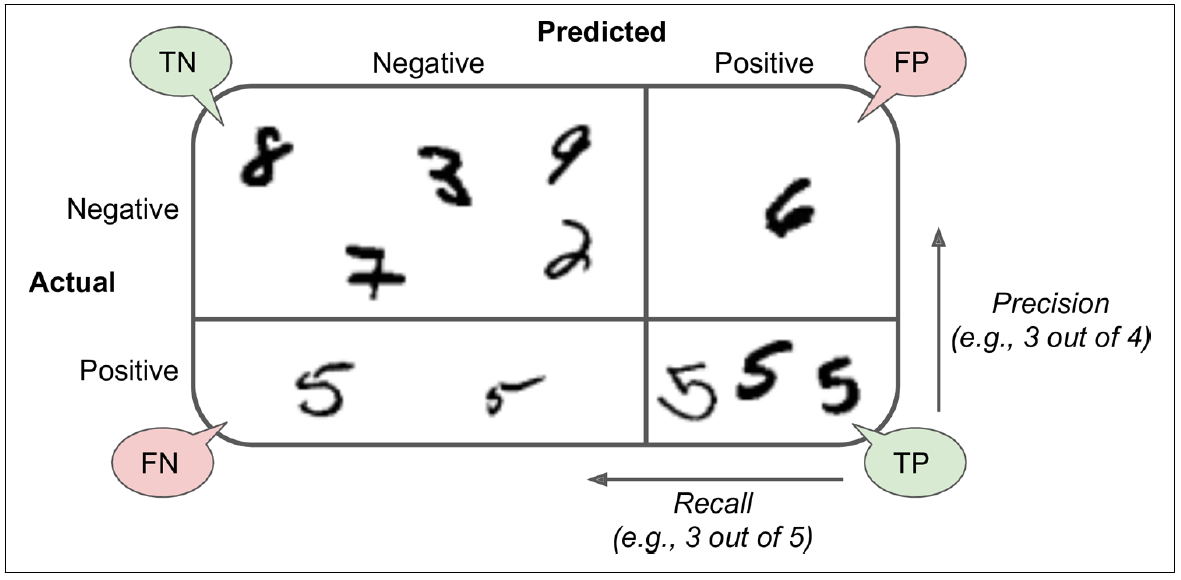 Predicted
TN
Negative
Positive
FP
8
3
9
Negative
6
7
2
Actual
Precision
(e.g., 3 out of 4)
Positive
5
5
5 5 5
FN
TP
Recall
(e.g., 3 out of 5)